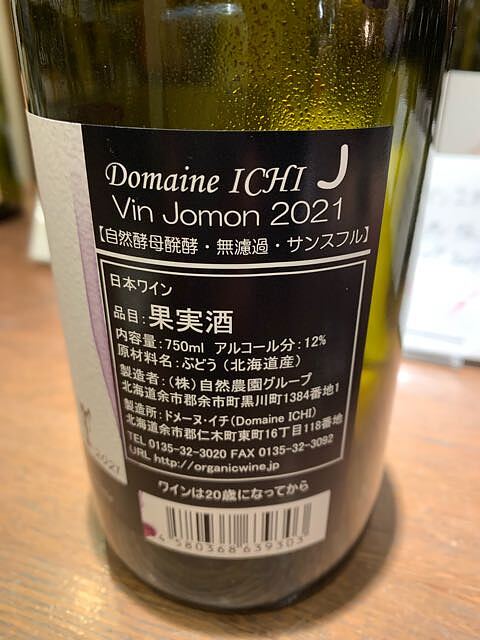 Domaine ICHI J
Vin Jomon 2021
【自然酵母醗酵・無濾過・サンスフル】
日本ワイン
品目：果実酒
内容量：750ml アルコール分：12%
原材料名：ぶどう（北海道産）
製造者：（株）自然農園グループ
北海道余市郡余市町黒川町1384番地1
製造所：ドメーヌ・イチ（Domaine ICHI）
北海道余市郡仁木町東町16丁目118番地
TEL 0135-32-3020 FAX 0135-32-3092
URL http://organicwine.jp
ワインは20歳になってから
4580368639303
2021